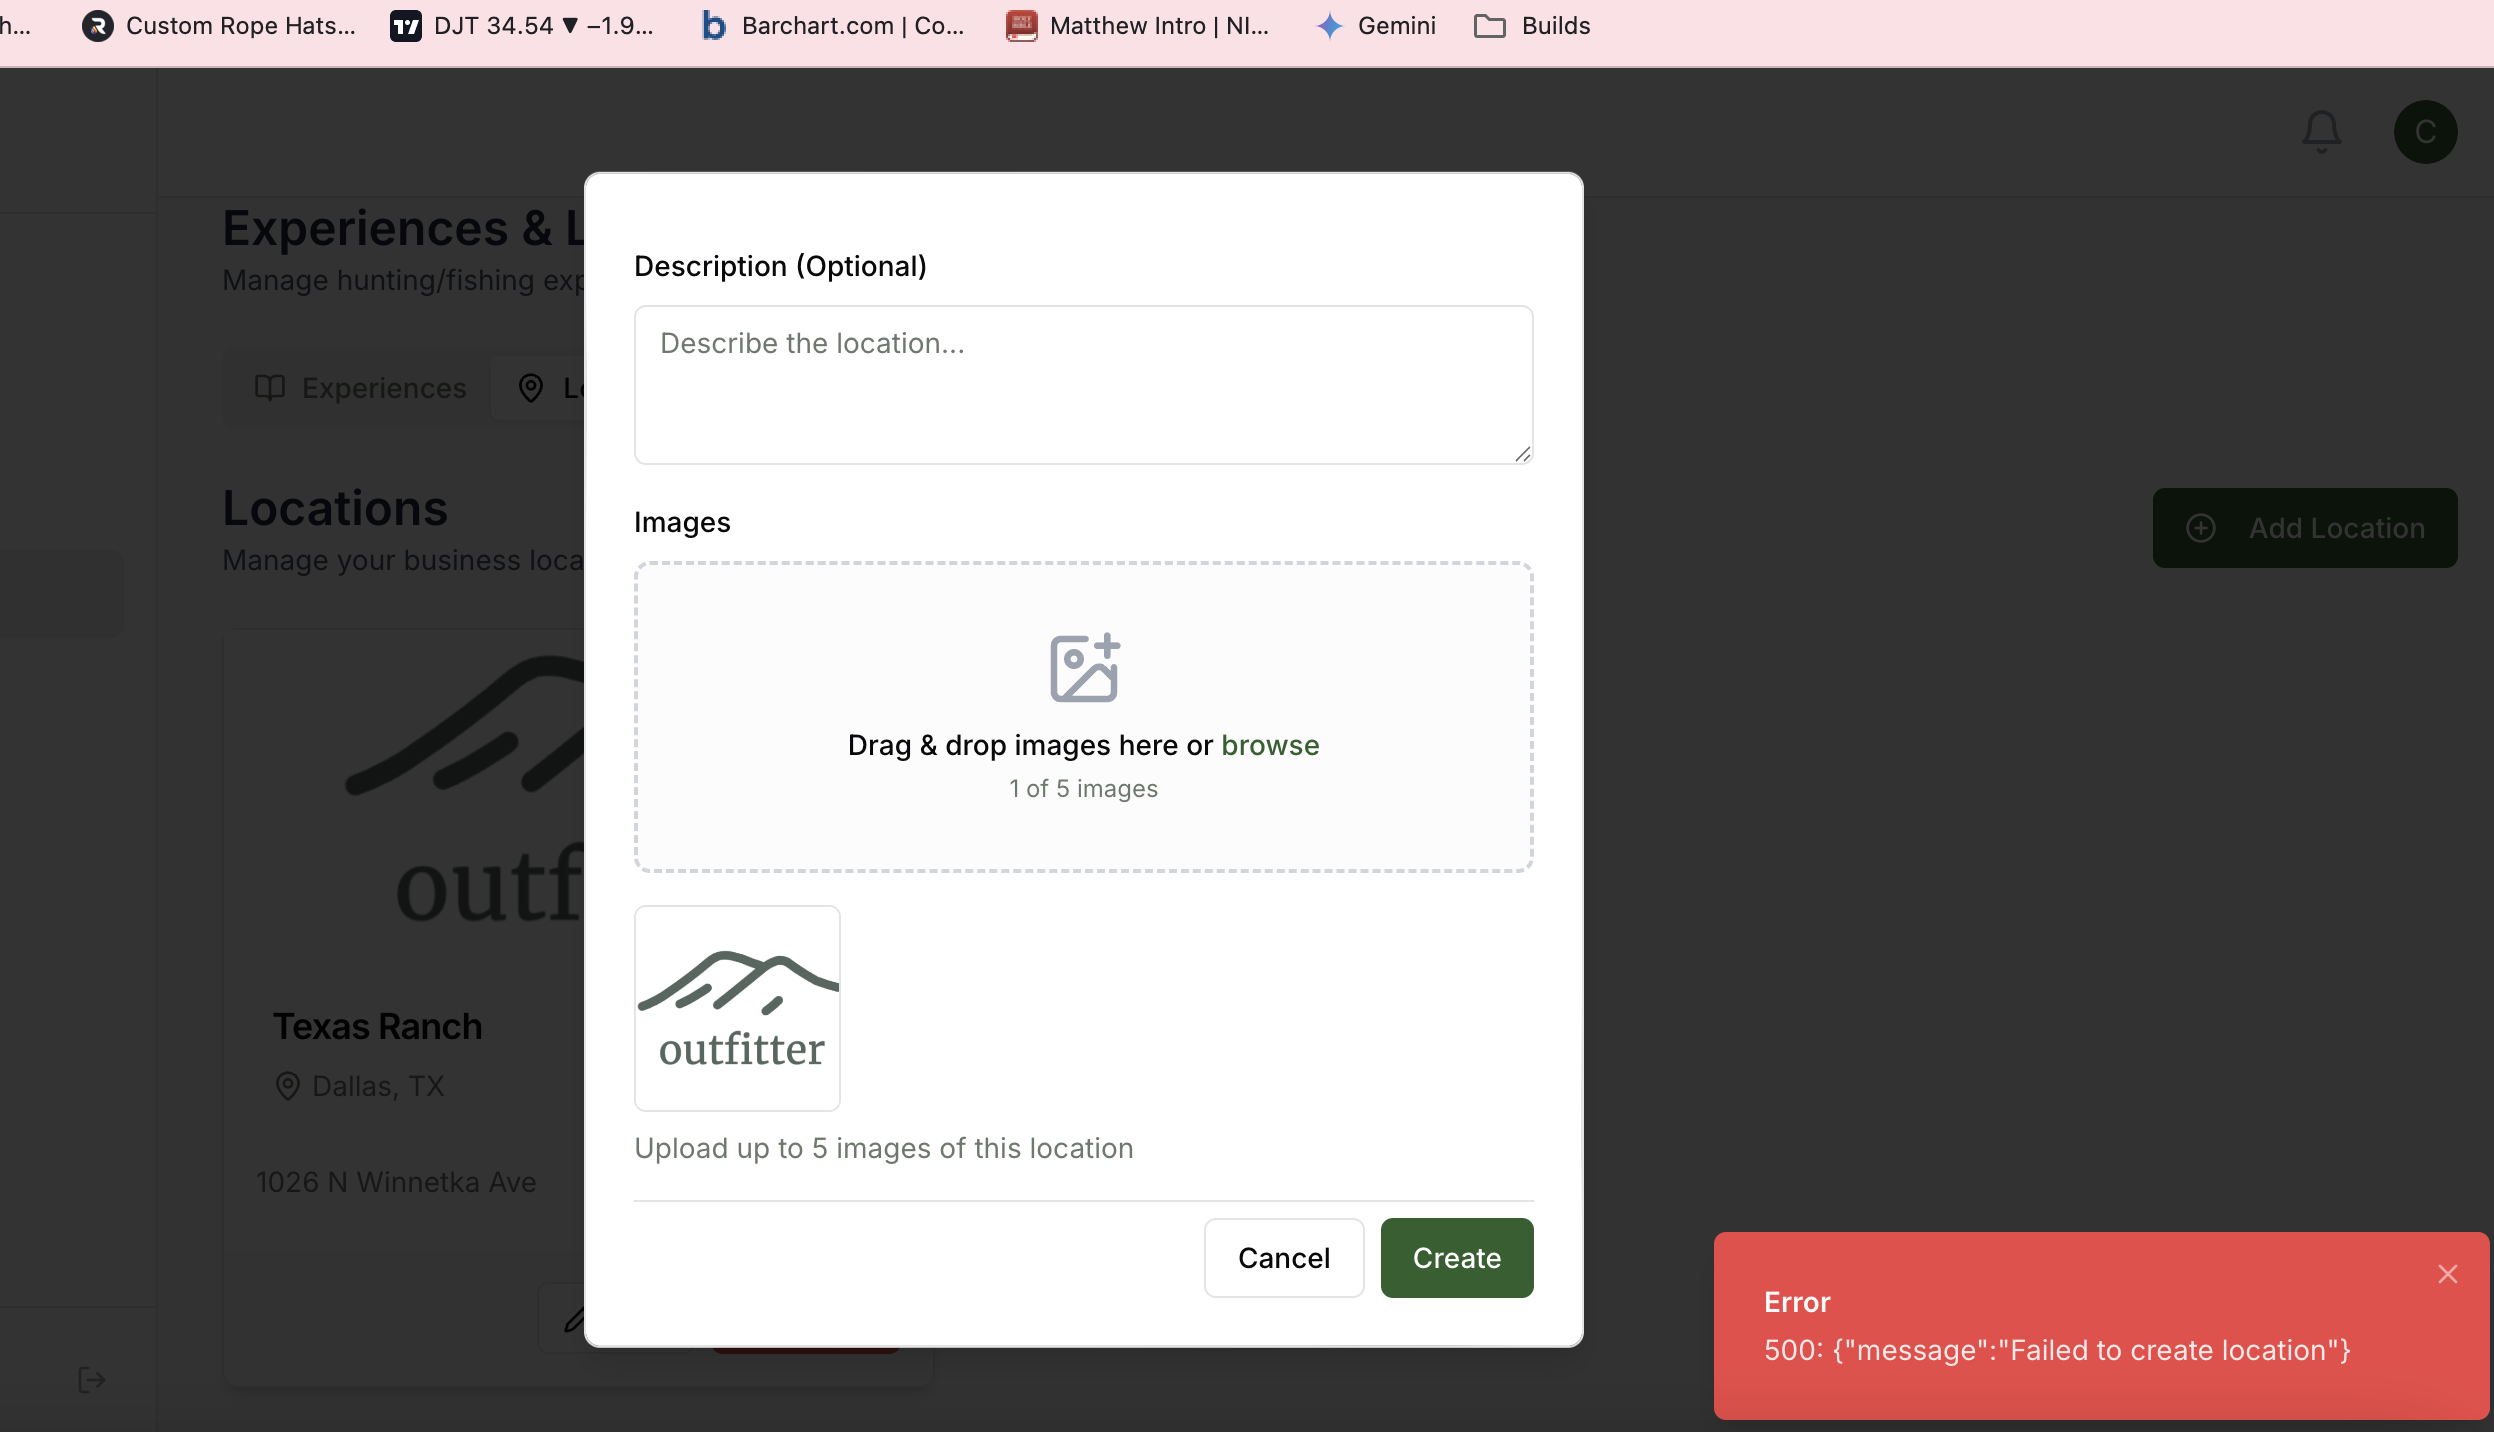 h...
Custom Rope Hats...
DJT 34.54 ▼ −1.9...
Barchart.com | Co...
Matthew Intro | NI...
Gemini
Builds
C
Experiences & L
Manage hunting/fishing exp
Experiences
Lo
Locations
Manage your business loca
Add Location
outf
Texas Ranch
Dallas, TX
1026 N Winnetka Ave
Description (Optional)
Describe the location...
Images
Drag & drop images here or browse
1 of 5 images
outfitter
Upload up to 5 images of this location
Cancel
Create
Error
500: {"message":"Failed to create location"}